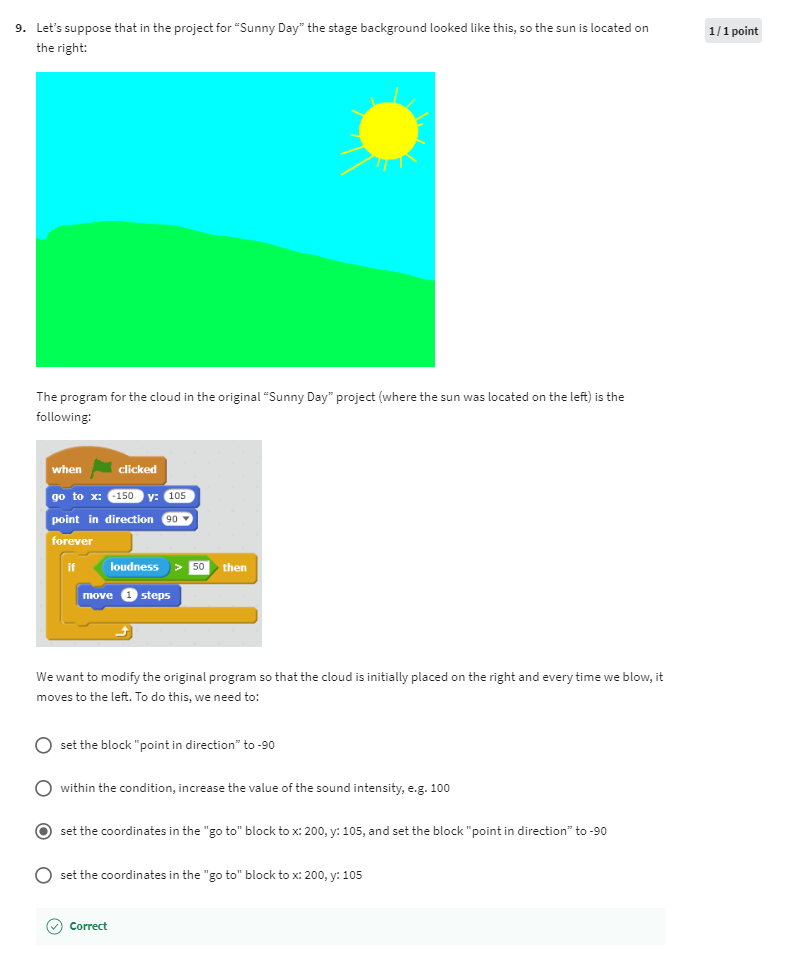 9. Let's suppose that in the project for “Sunny Day” the stage background looked like this, so the sun is located on
the right:
1 / 1 point
The program for the cloud in the original “Sunny Day” project (where the sun was located on the left) is the
following:
when clicked
go to x: -150 y: 105
point in direction 90
forever
if loudness > 50 then
move 1 steps
We want to modify the original program so that the cloud is initially placed on the right and every time we blow, it
moves to the left. To do this, we need to:
set the block "point in direction” to -90
within the condition, increase the value of the sound intensity, e.g. 100
set the coordinates in the "go to" block to x: 200, y: 105, and set the block "point in direction” to -90
set the coordinates in the "go to" block to x: 200, y: 105
Correct